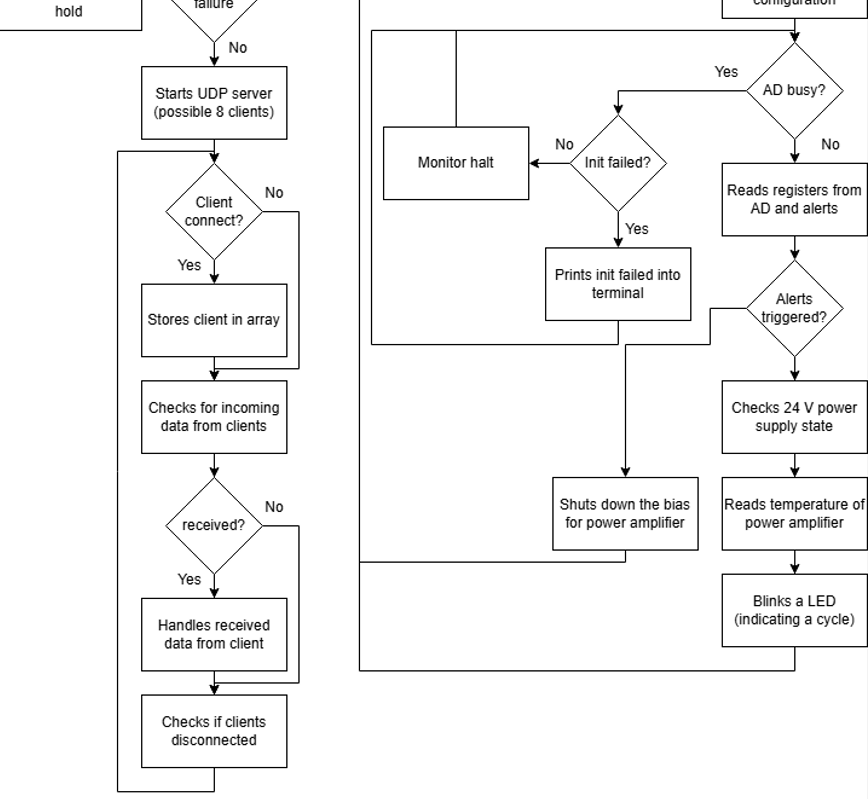 hold
failure
No
Starts UDP server
(possible 8 clients)
Client
connect?
No
Yes
Stores client in array
Checks for incoming
data from clients
received?
No
Yes
Handles received
data from client
Checks if clients
disconnected
configuration
AD busy?
Yes
No
Init failed?
No
Monitor halt
Yes
Prints init failed into
terminal
Reads registers from
AD and alerts
Alerts
triggered?
Shuts down the bias
for power amplifier
Checks 24 V power
supply state
Reads temperature of
power amplifier
Blinks a LED
(indicating a cycle)